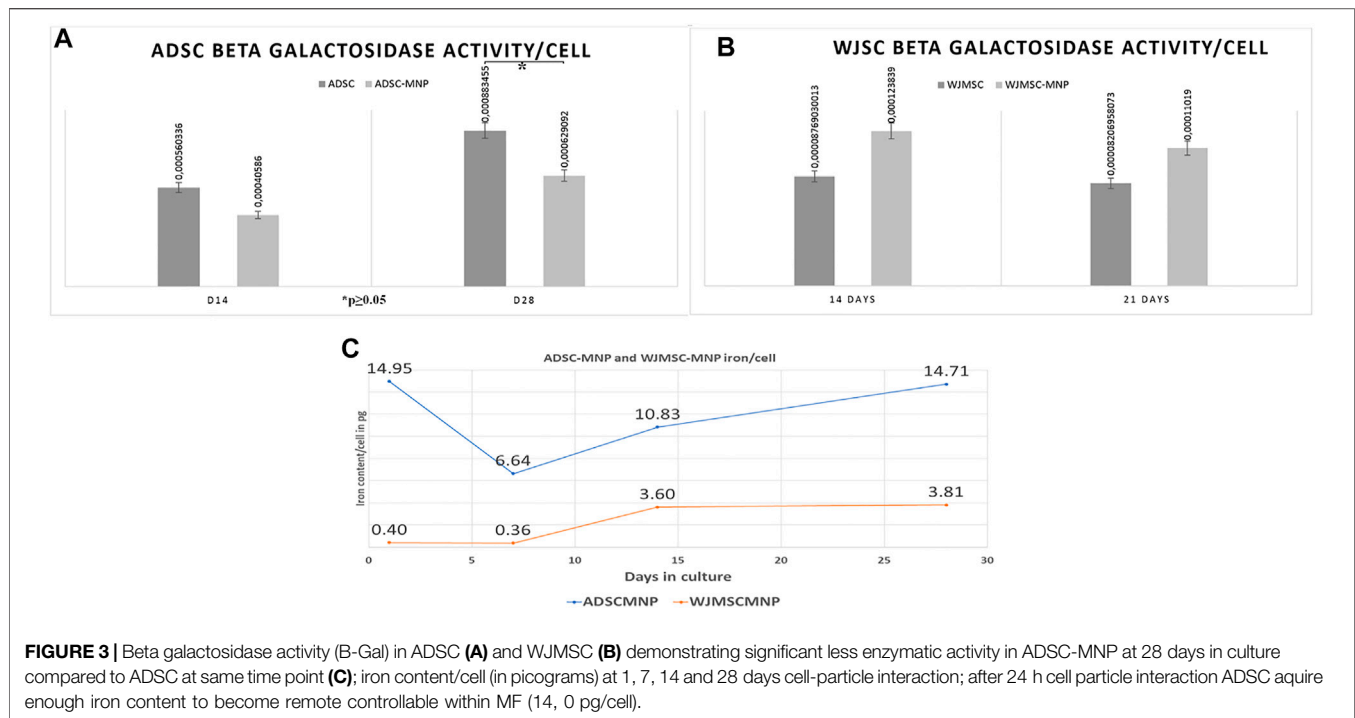 A
ADSC BETA GALACTOSIDASE ACTIVITY/CELL
ADSC ADSC-MNP
*
0,000560336
0,00040586
0,000883455
0,000629092
D14
*p≥0.05
D28
B
WJSC BETA GALACTOSIDASE ACTIVITY/CELL
WJMSC WJMSC-MNP
0,0000876903 0013
0,000123839
0,00008206958073
0,00011019
14 DAYS
21 DAYS
C
ADSC-MNP and WJMSC-MNP iron/cell
Iron content/cell in pg
14.95
6.64
10.83
14.71
0.40
0.36
3.60
3.81
0 5 10 15 20 25 30
Days in culture
ADSCMNP WJMSCMNP
FIGURE 3 | Beta galactosidase activity (B-Gal) in ADSC (A) and WJMSC (B) demonstrating significant less enzymatic activity in ADSC-MNP at 28 days in culture
compared to ADSC at same time point (C); iron content/cell (in picograms) at 1, 7, 14 and 28 days cell-particle interaction; after 24 h cell particle interaction ADSC aquire
enough iron content to become remote controllable within MF (14, 0 pg/cell).